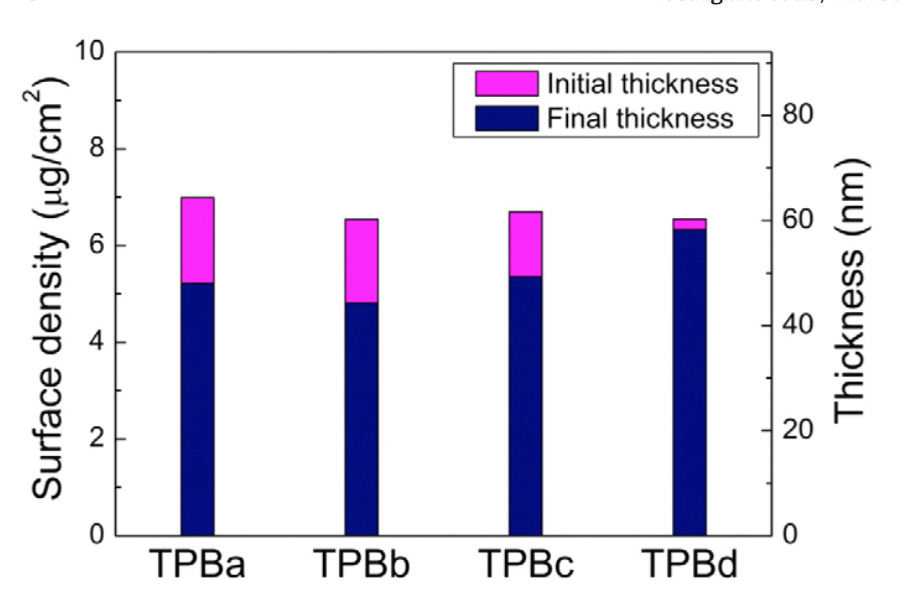 10
8
6
4
2
0
Surface density (μg/cm²)
Initial thickness
Final thickness
80
60
40
20
0
Thickness (nm)
TPBa TPBb TPBc TPBd